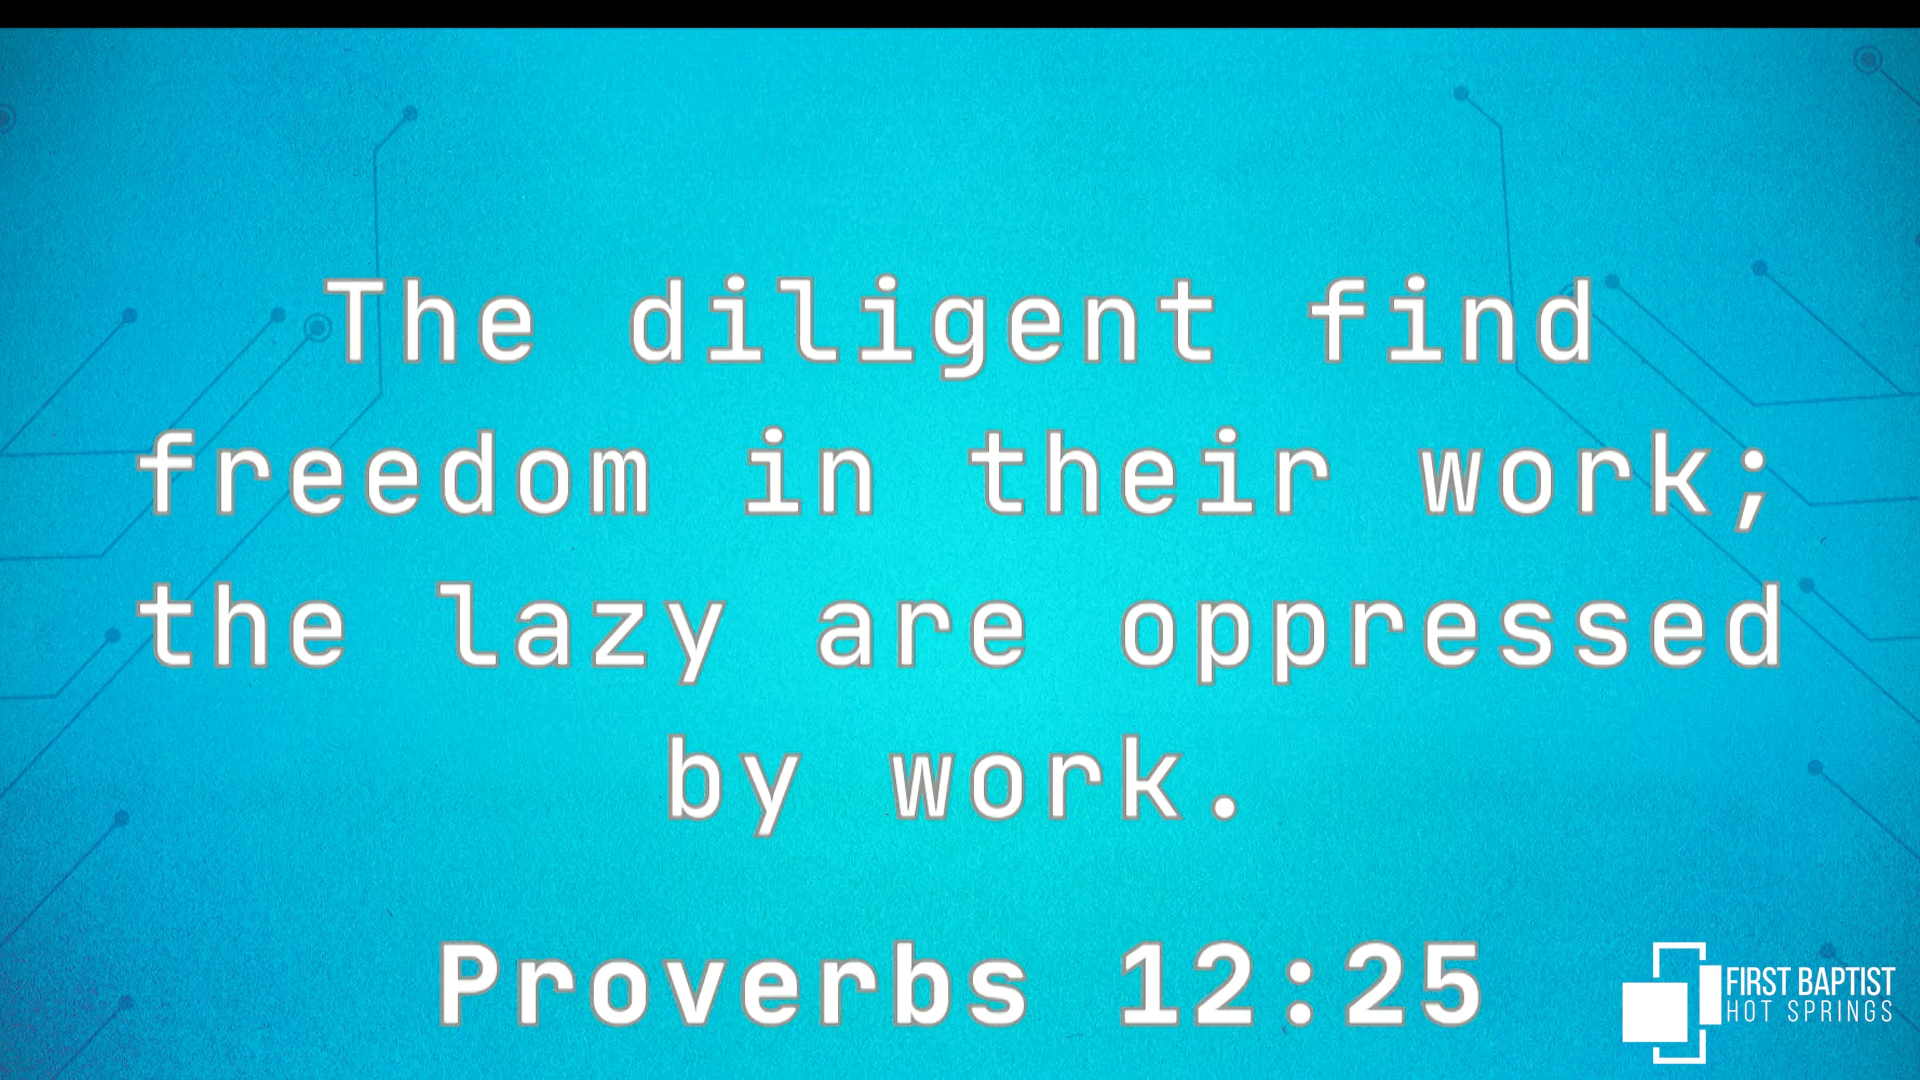 The diligent find
freedom in their work;
the lazy are oppressed
by work.
Proverbs 12:25
FIRST BAPTIST
HOT SPRINGS